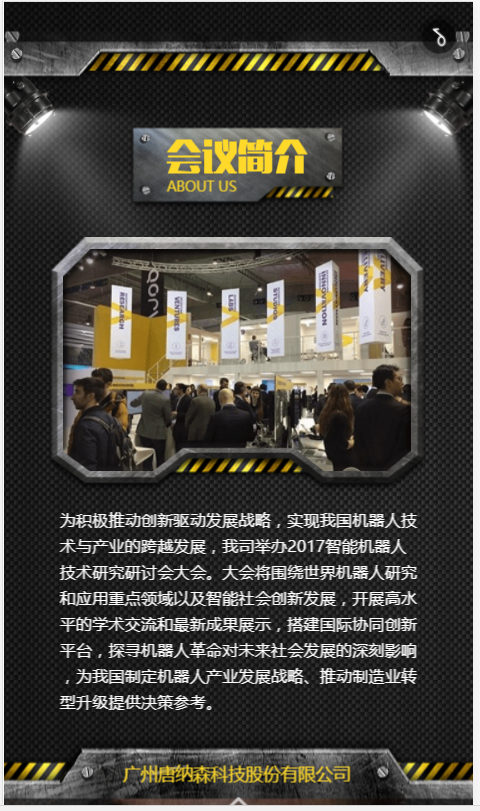 会议简介
ABOUT US
RESEARCH
VENTURES
LABS
STUDIOS
INNOVATION
为积极推动创新驱动发展战略，实现我国机器人技
术与产业的跨越发展，我司举办2017智能机器人
技术研究研讨会大会。大会将围绕世界机器人研究
和应用重点领域以及智能社会创新发展，开展高水
平的学术交流和最新成果展示，搭建国际协同创新
平台，探寻机器人革命对未来社会发展的深刻影响
，为我国制定机器人产业发展战略、推动制造业转
型升级提供决策参考。
广州唐纳森科技股份有限公司